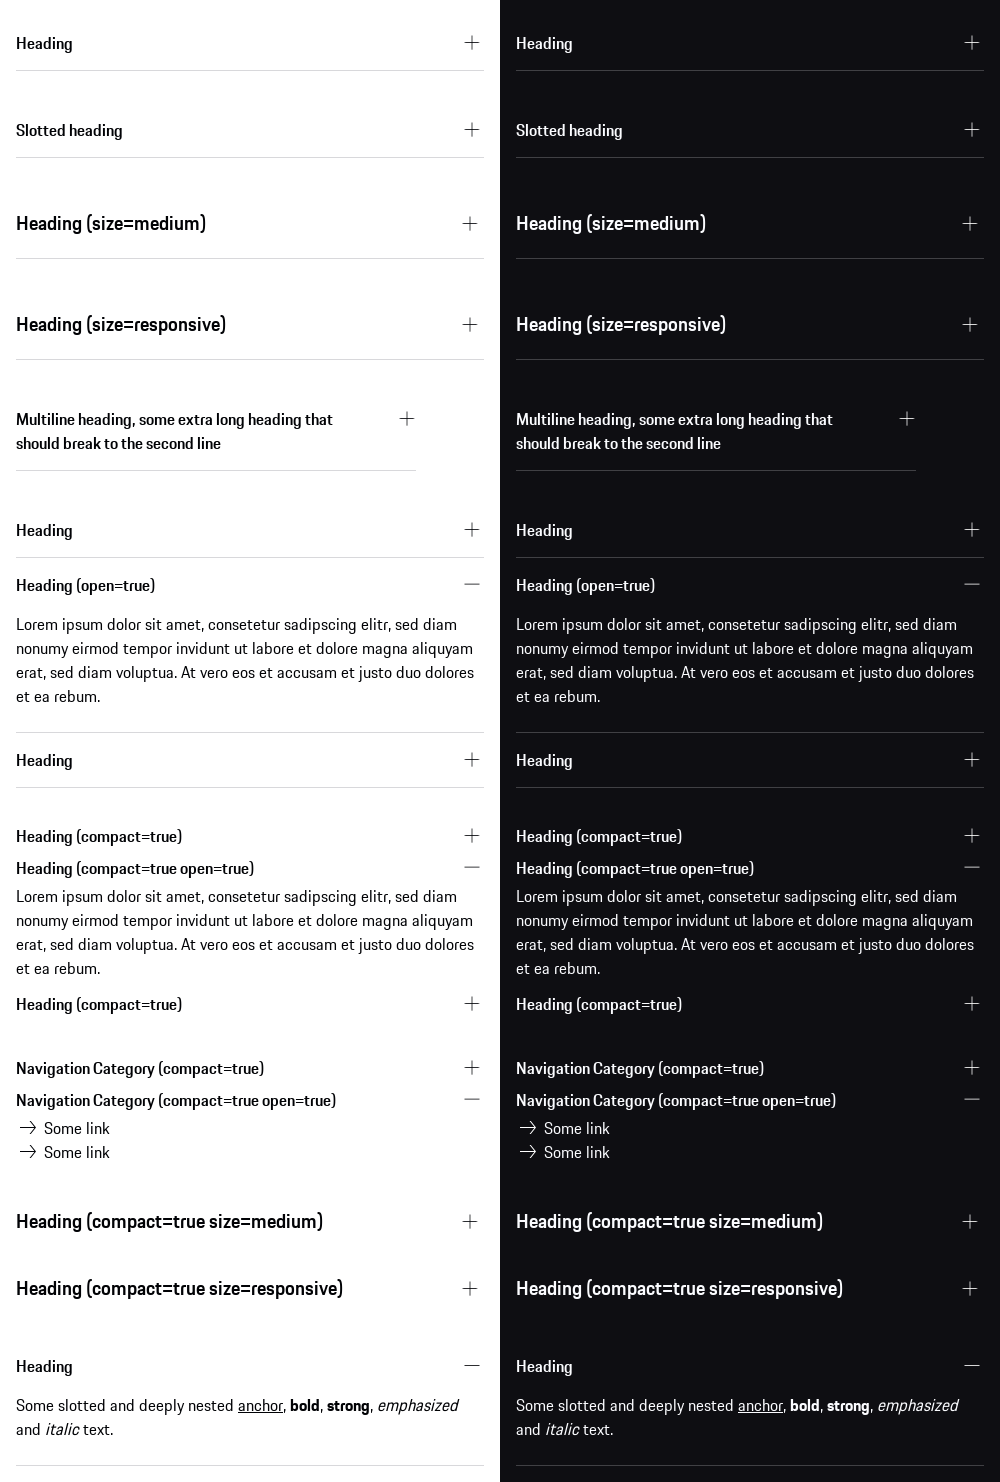 Heading
Slotted heading
Heading (size=medium)
Heading (size=responsive)
Multiline heading, some extra long heading that
should break to the second line
Heading
Heading (open=true)
Lorem ipsum dolor sit amet, consetetur sadipscing elitr, sed diam
nonumy eirmod tempor invidunt ut labore et dolore magna aliquyam
erat, sed diam voluptua. At vero eos et accusam et justo duo dolores
et ea rebum.
Heading
Heading (compact=true)
Heading (compact=true open=true)
Lorem ipsum dolor sit amet, consetetur sadipscing elitr, sed diam
nonumy eirmod tempor invidunt ut labore et dolore magna aliquyam
erat, sed diam voluptua. At vero eos et accusam et justo duo dolores
et ea rebum.
Heading (compact=true)
Navigation Category (compact=true)
Navigation Category (compact=true open=true)
Some link
Some link
Heading (compact=true size=medium)
Heading (compact=true size=responsive)
Heading
Some slotted and deeply nested anchor, bold, strong, emphasized
and italic text.
Heading
Slotted heading
Heading (size=medium)
Heading (size=responsive)
Multiline heading, some extra long heading that
should break to the second line
Heading
Heading (open=true)
Lorem ipsum dolor sit amet, consetetur sadipscing elitr, sed diam
nonumy eirmod tempor invidunt ut labore et dolore magna aliquyam
erat, sed diam voluptua. At vero eos et accusam et justo duo dolores
et ea rebum.
Heading
Heading (compact=true)
Heading (compact=true open=true)
Lorem ipsum dolor sit amet, consetetur sadipscing elitr, sed diam
nonumy eirmod tempor invidunt ut labore et dolore magna aliquyam
erat, sed diam voluptua. At vero eos et accusam et justo duo dolores
et ea rebum.
Heading (compact=true)
Navigation Category (compact=true)
Navigation Category (compact=true open=true)
Some link
Some link
Heading (compact=true size=medium)
Heading (compact=true size=responsive)
Heading
Some slotted and deeply nested anchor, bold, strong, emphasized
and italic text.